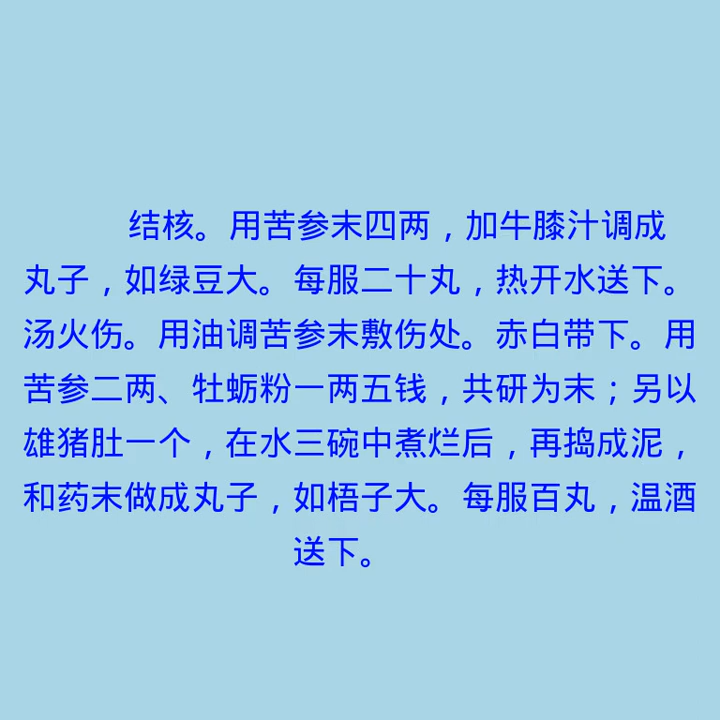 结核。用苦参末四两，加牛膝汁调成
丸子，如绿豆大。每服二十丸，热开水送下。
汤火伤。用油调苦参末敷伤处。赤白带下。用
苦参二两、牡蛎粉一两五钱，共研为末；另以
雄猪肚一个，在水三碗中煮烂后，再捣成泥，
和药末做成丸子，如梧子大。每服百丸，温酒
送下。